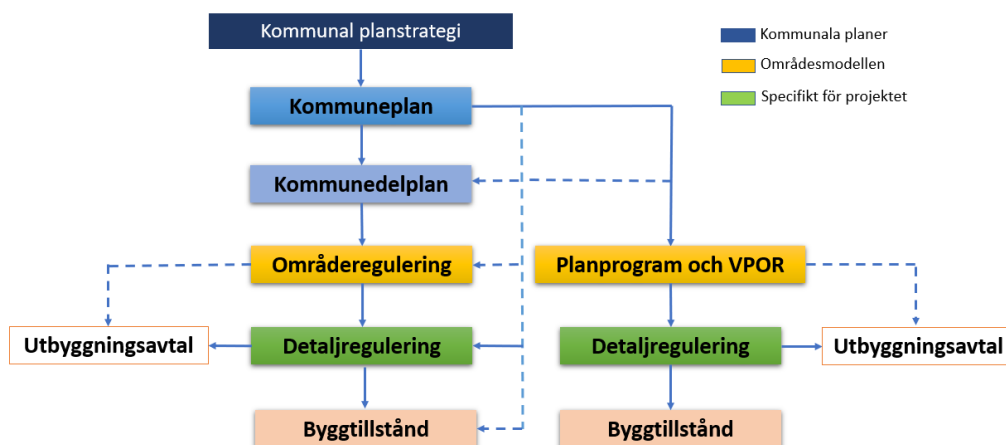 Kommunal planstrategi
Kommunala planer
Områdesmodellen
Specifikt för projektet
Kommuneplan
Kommunedelplan
Områderegulering
Planprogram och VPOR
Utbyggningsavtal
Detaljregulering
Detaljregulering
Utbyggningsavtal
Byggtillstånd
Byggtillstånd